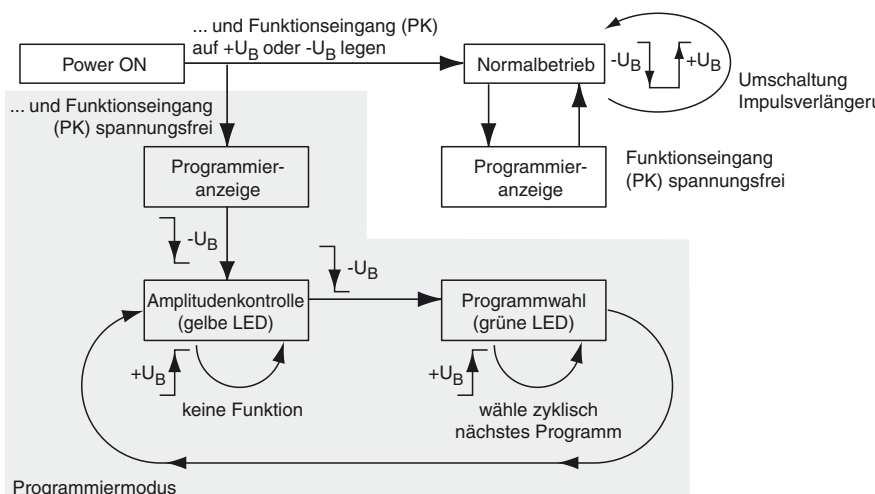 ... und Funktionseingang (PK)
auf +UB oder -UB legen
Power ON
Normalbetrieb
-UB
+UB
Umschaltung
Impulsverlängeru
... und Funktionseingang
(PK) spannungsfrei
Programmier-
anzeige
Programmier-
anzeige
Funktionseingang
(PK) spannungsfrei
-UB
-UB
Amplitudenkontrolle
(gelbe LED)
Programmwahl
(grüne LED)
+UB
keine Funktion
+UB
wähle zyklisch
nächstes Programm
Programmiermodus